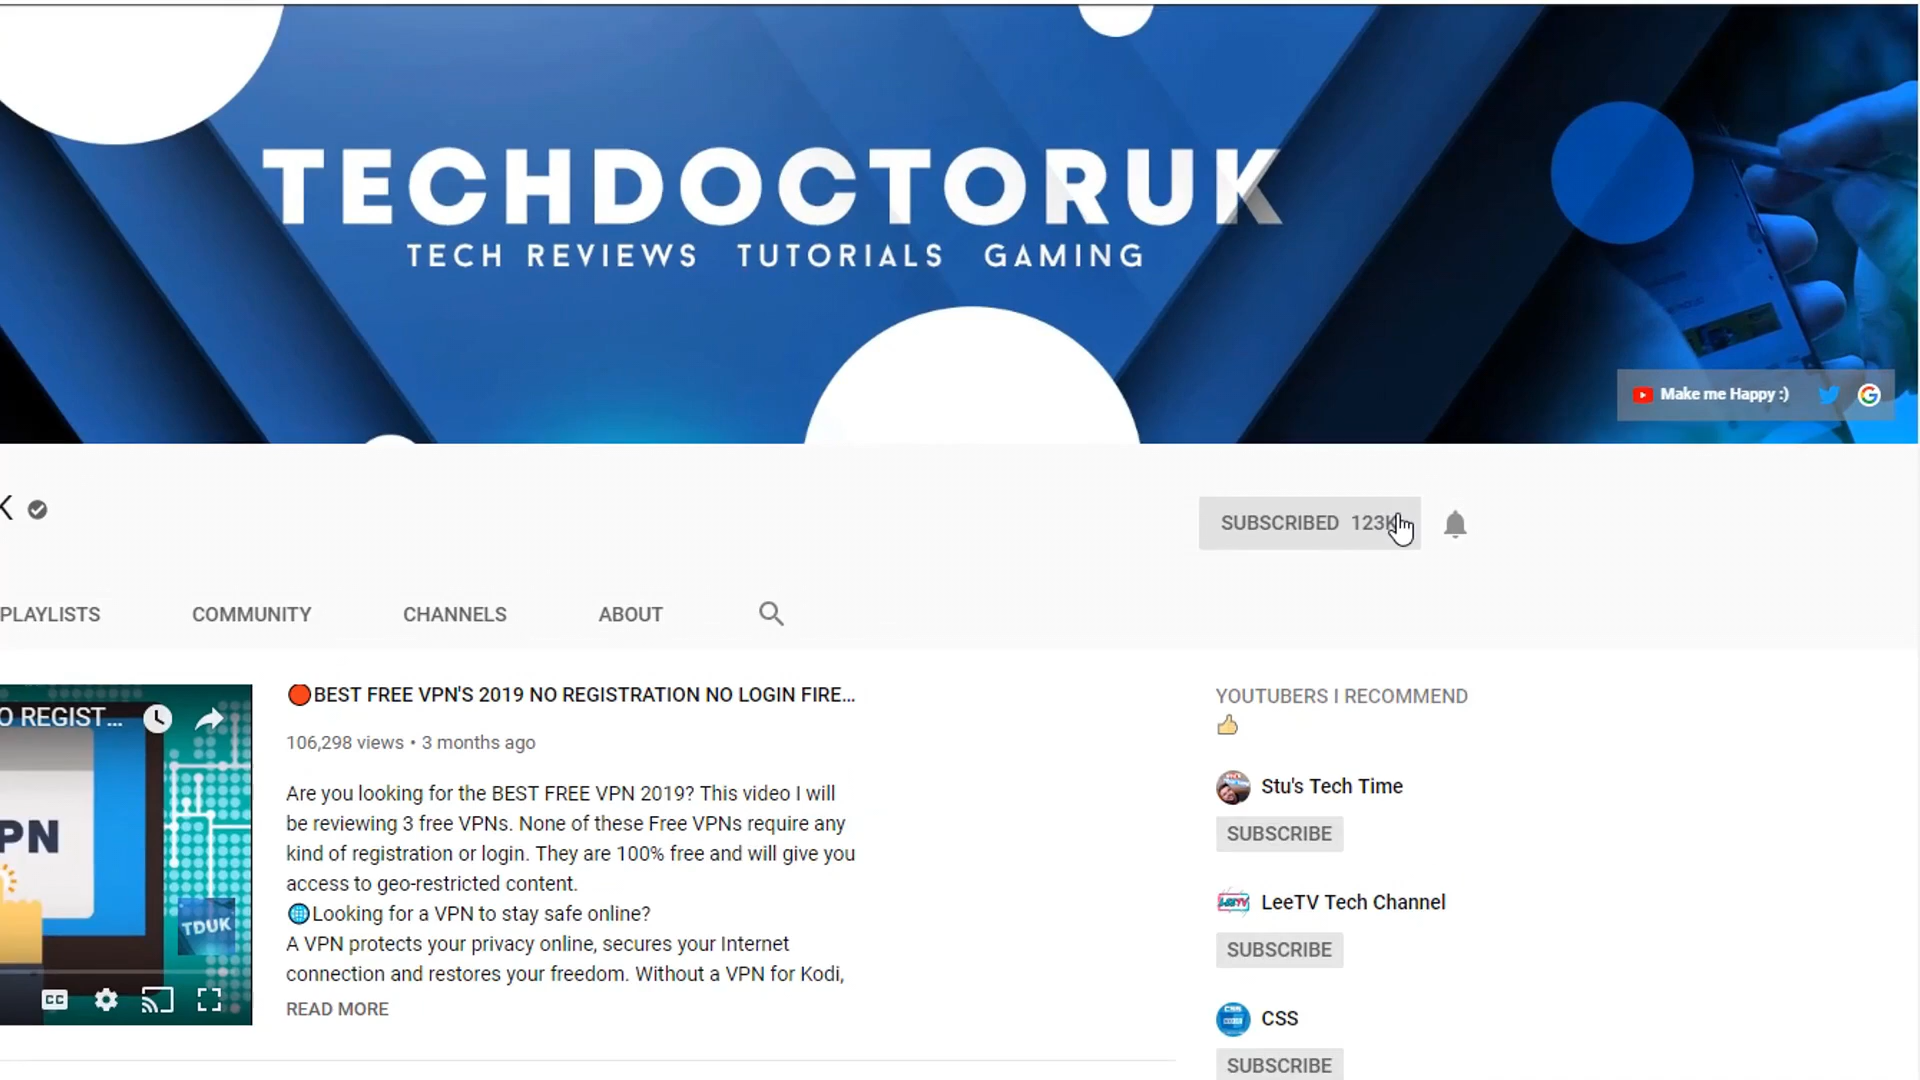 TECHDOCTORUK
TECH REVIEWS TUTORIALS GAMING
Make me Happy :)
K
SUBSCRIBED 123K
PLAYLISTS COMMUNITY CHANNELS ABOUT
O REGIST...
PN
TDUK
CC
🔴BEST FREE VPN'S 2019 NO REGISTRATION NO LOGIN FIRE...
106,298 views • 3 months ago
Are you looking for the BEST FREE VPN 2019? This video I will
be reviewing 3 free VPNs. None of these Free VPNs require any
kind of registration or login. They are 100% free and will give you
access to geo-restricted content.
🌐Looking for a VPN to stay safe online?
A VPN protects your privacy online, secures your Internet
connection and restores your freedom. Without a VPN for Kodi,
READ MORE
YOUTUBERS I RECOMMEND
👍
Stu's Tech Time
SUBSCRIBE
LEETV
LeeTV Tech Channel
SUBSCRIBE
CSS
CSS
SUBSCRIBE